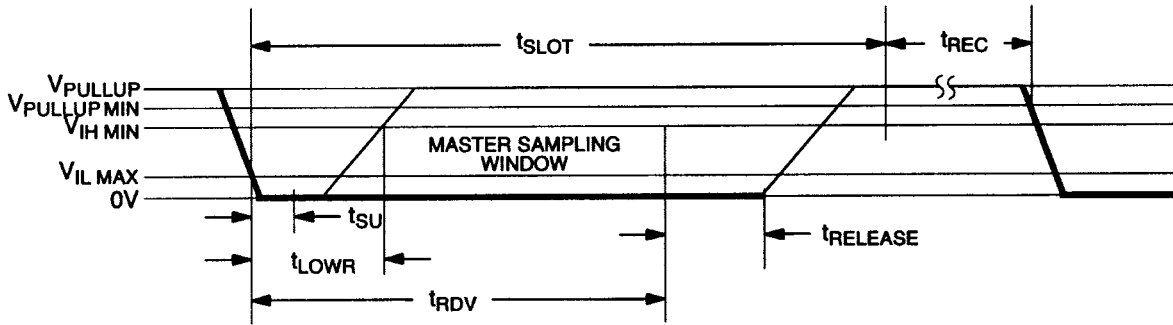 tSLOT
tREC
VPULLUP
VPULLUP MIN
VIH MIN
MASTER SAMPLING
WINDOW
VIL MAX
0V
tSU
tRELEASE
tLOWR
tRDV